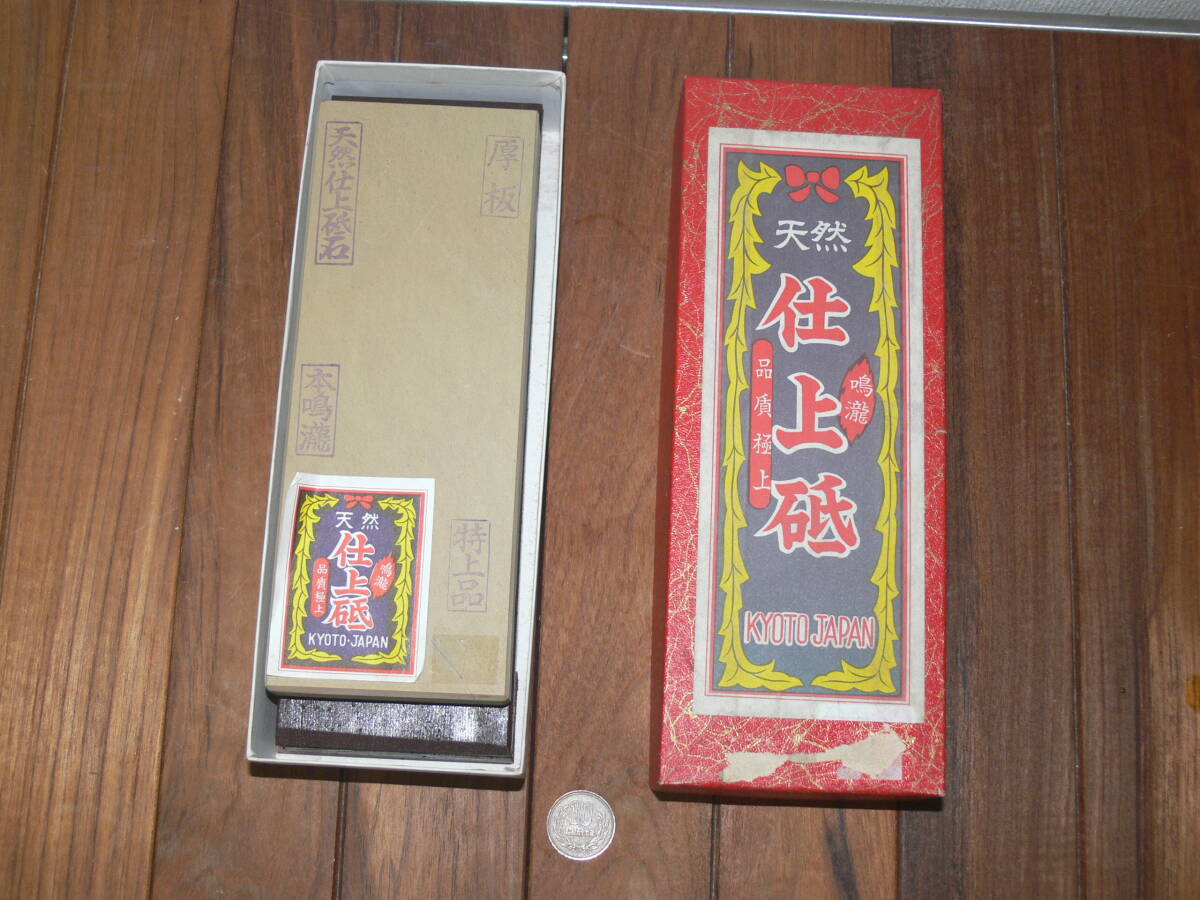 天然仕上砥石
厚板
本鳴瀧
特上品
天然
仕上砥
鳴瀧
品質極上
KYOTO・JAPAN
天然
仕上砥
鳴瀧
品質極上
KYOTO JAPAN
10